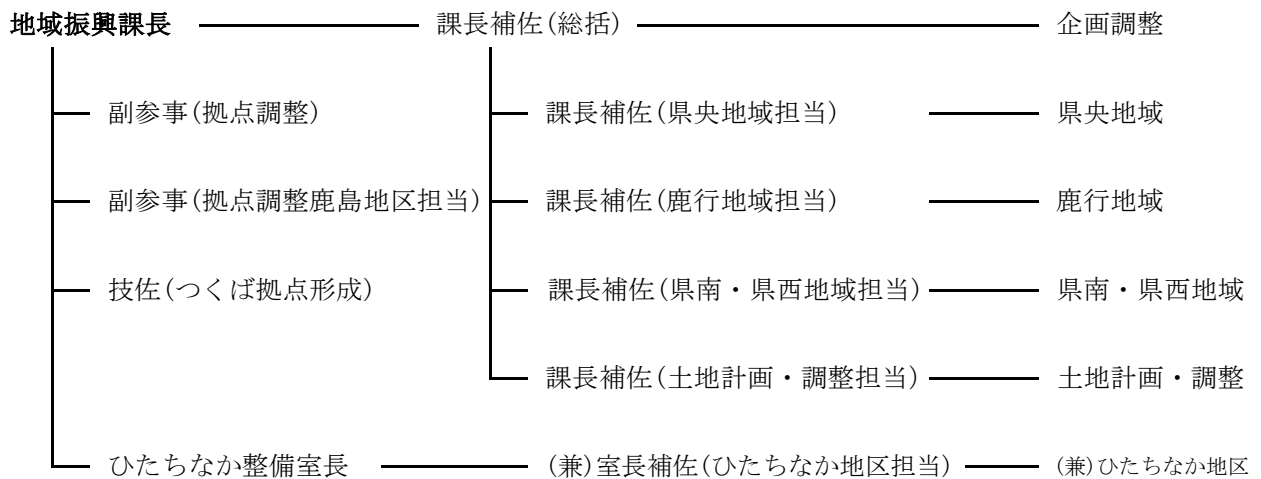 地域振興課長 課長補佐(総括) 企画調整
副参事(拠点調整) 課長補佐(県央地域担当) 県央地域
副参事(拠点調整鹿島地区担当) 課長補佐(鹿行地域担当) 鹿行地域
技佐(つくば拠点形成) 課長補佐(県南・県西地域担当) 県南・県西地域
課長補佐(土地計画・調整担当) 土地計画・調整
ひたちなか整備室長 (兼)室長補佐(ひたちなか地区担当) (兼)ひたちなか地区